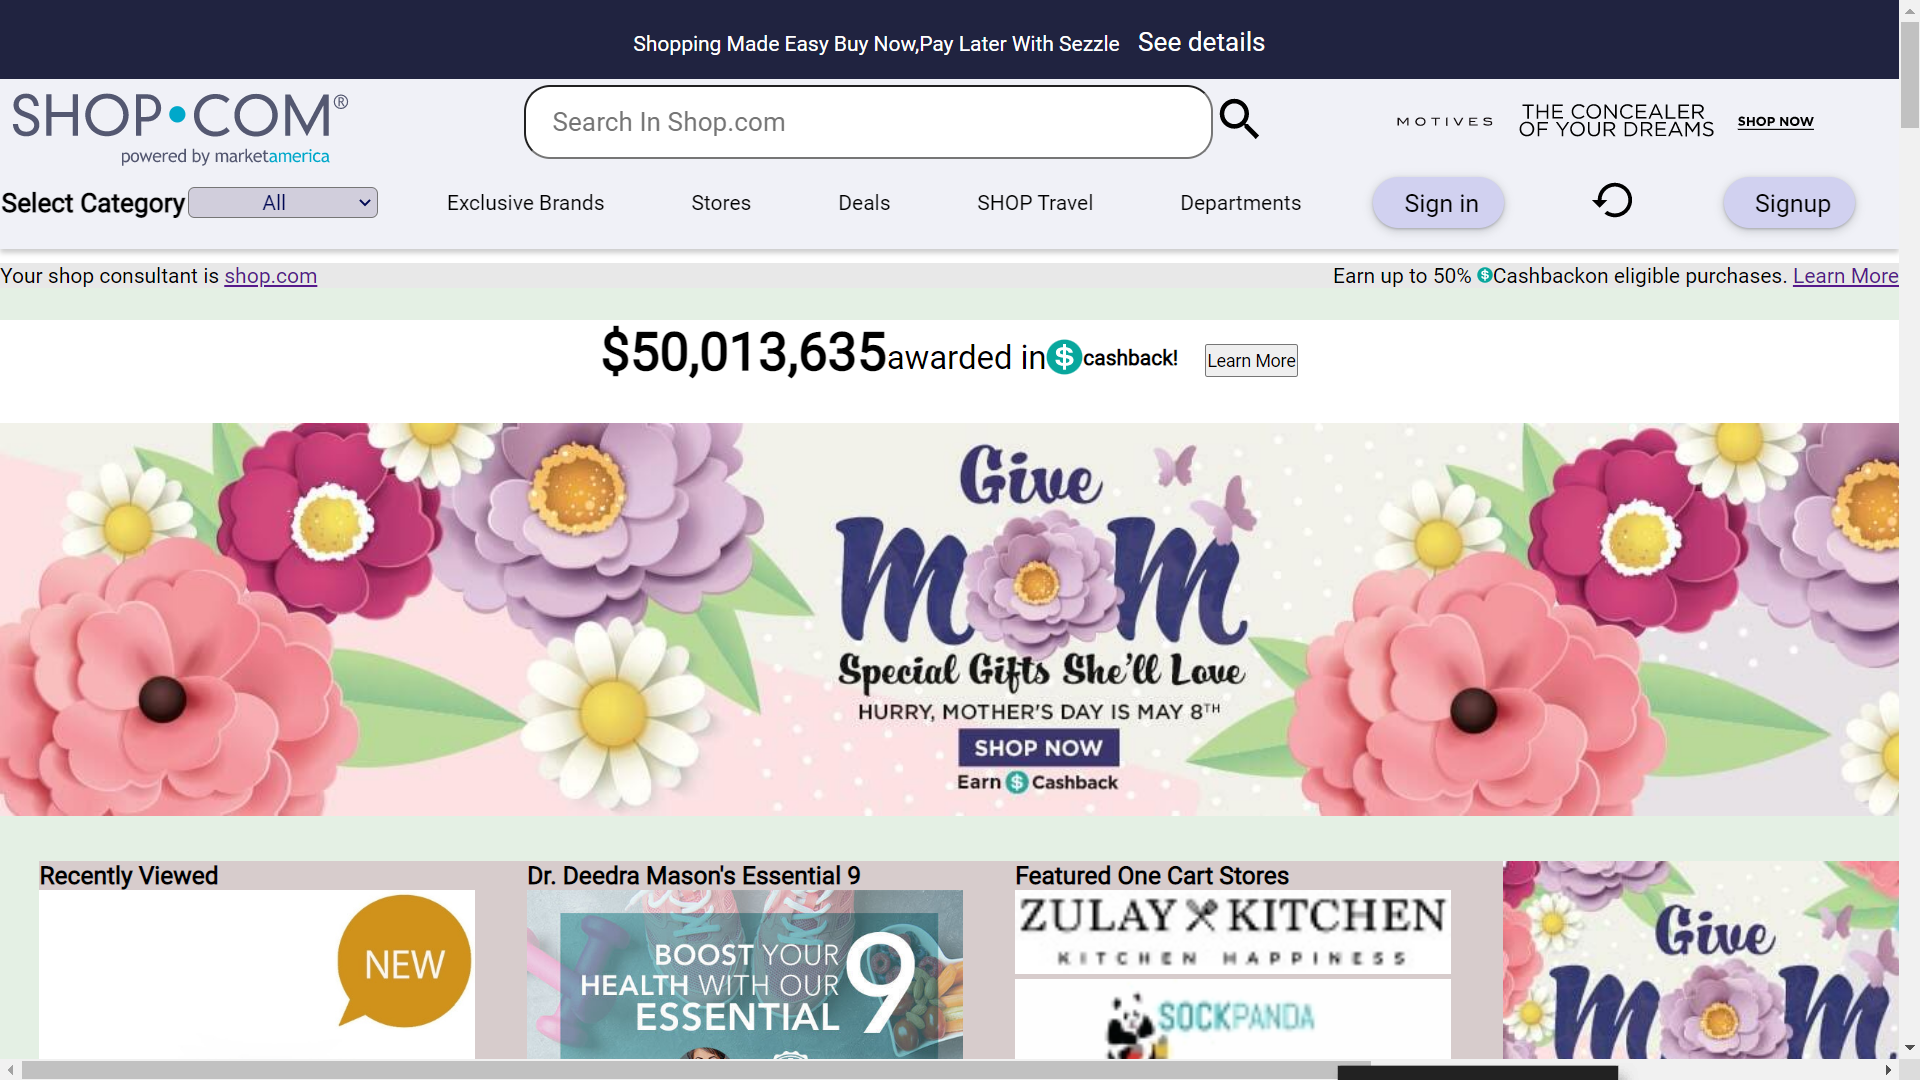 Shopping Made Easy Buy Now,Pay Later With Sezzle See details
SHOP•COM®
powered by marketamerica
Search In Shop.com
MOTIVES
THE CONCEALER
OF YOUR DREAMS
SHOP NOW
Select Category All Exclusive Brands Stores Deals SHOP Travel Departments Sign in Signup
Your shop consultant is shop.com
Earn up to 50% $Cashbackon eligible purchases. Learn More
$50,013,635awarded in$cashback! Learn More
Give
MOM
Special Gifts She'll Love
HURRY, MOTHER'S DAY IS MAY 8TH
SHOP NOW
Earn $ Cashback
Recently Viewed
NEW
Dr. Deedra Mason's Essential 9
BOOST YOUR
HEALTH WITH OUR
ESSENTIAL 9
Featured One Cart Stores
ZULAY KITCHEN
KITCHEN HAPPINESS
SOCKPANDA
Give
MOM